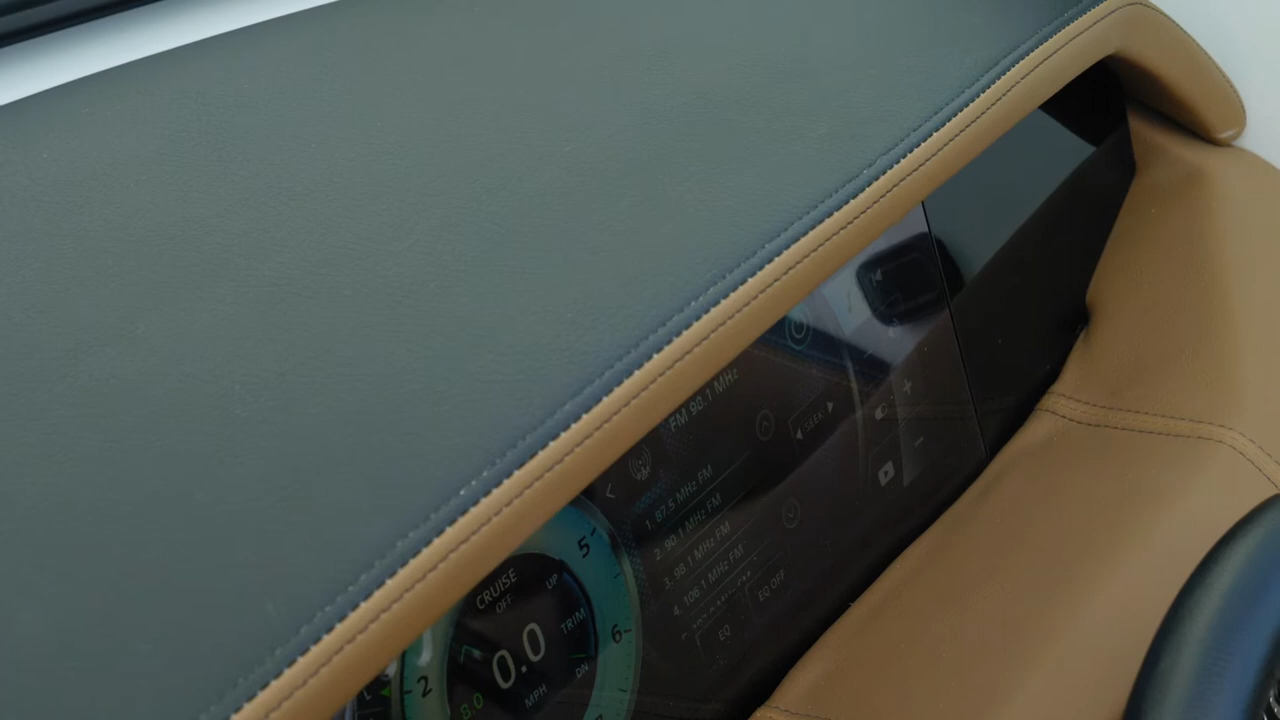 FM 90.1 MHz
SEEK
1. 87.5 MHz FM
2. 90.1 MHz FM
3. 98.1 MHz FM
4. 106.1 MHz FM
EQ
EQ OFF
5
6
2
CRUISE
OFF
UP
TRIM
DN
0.0
MPH
8.0